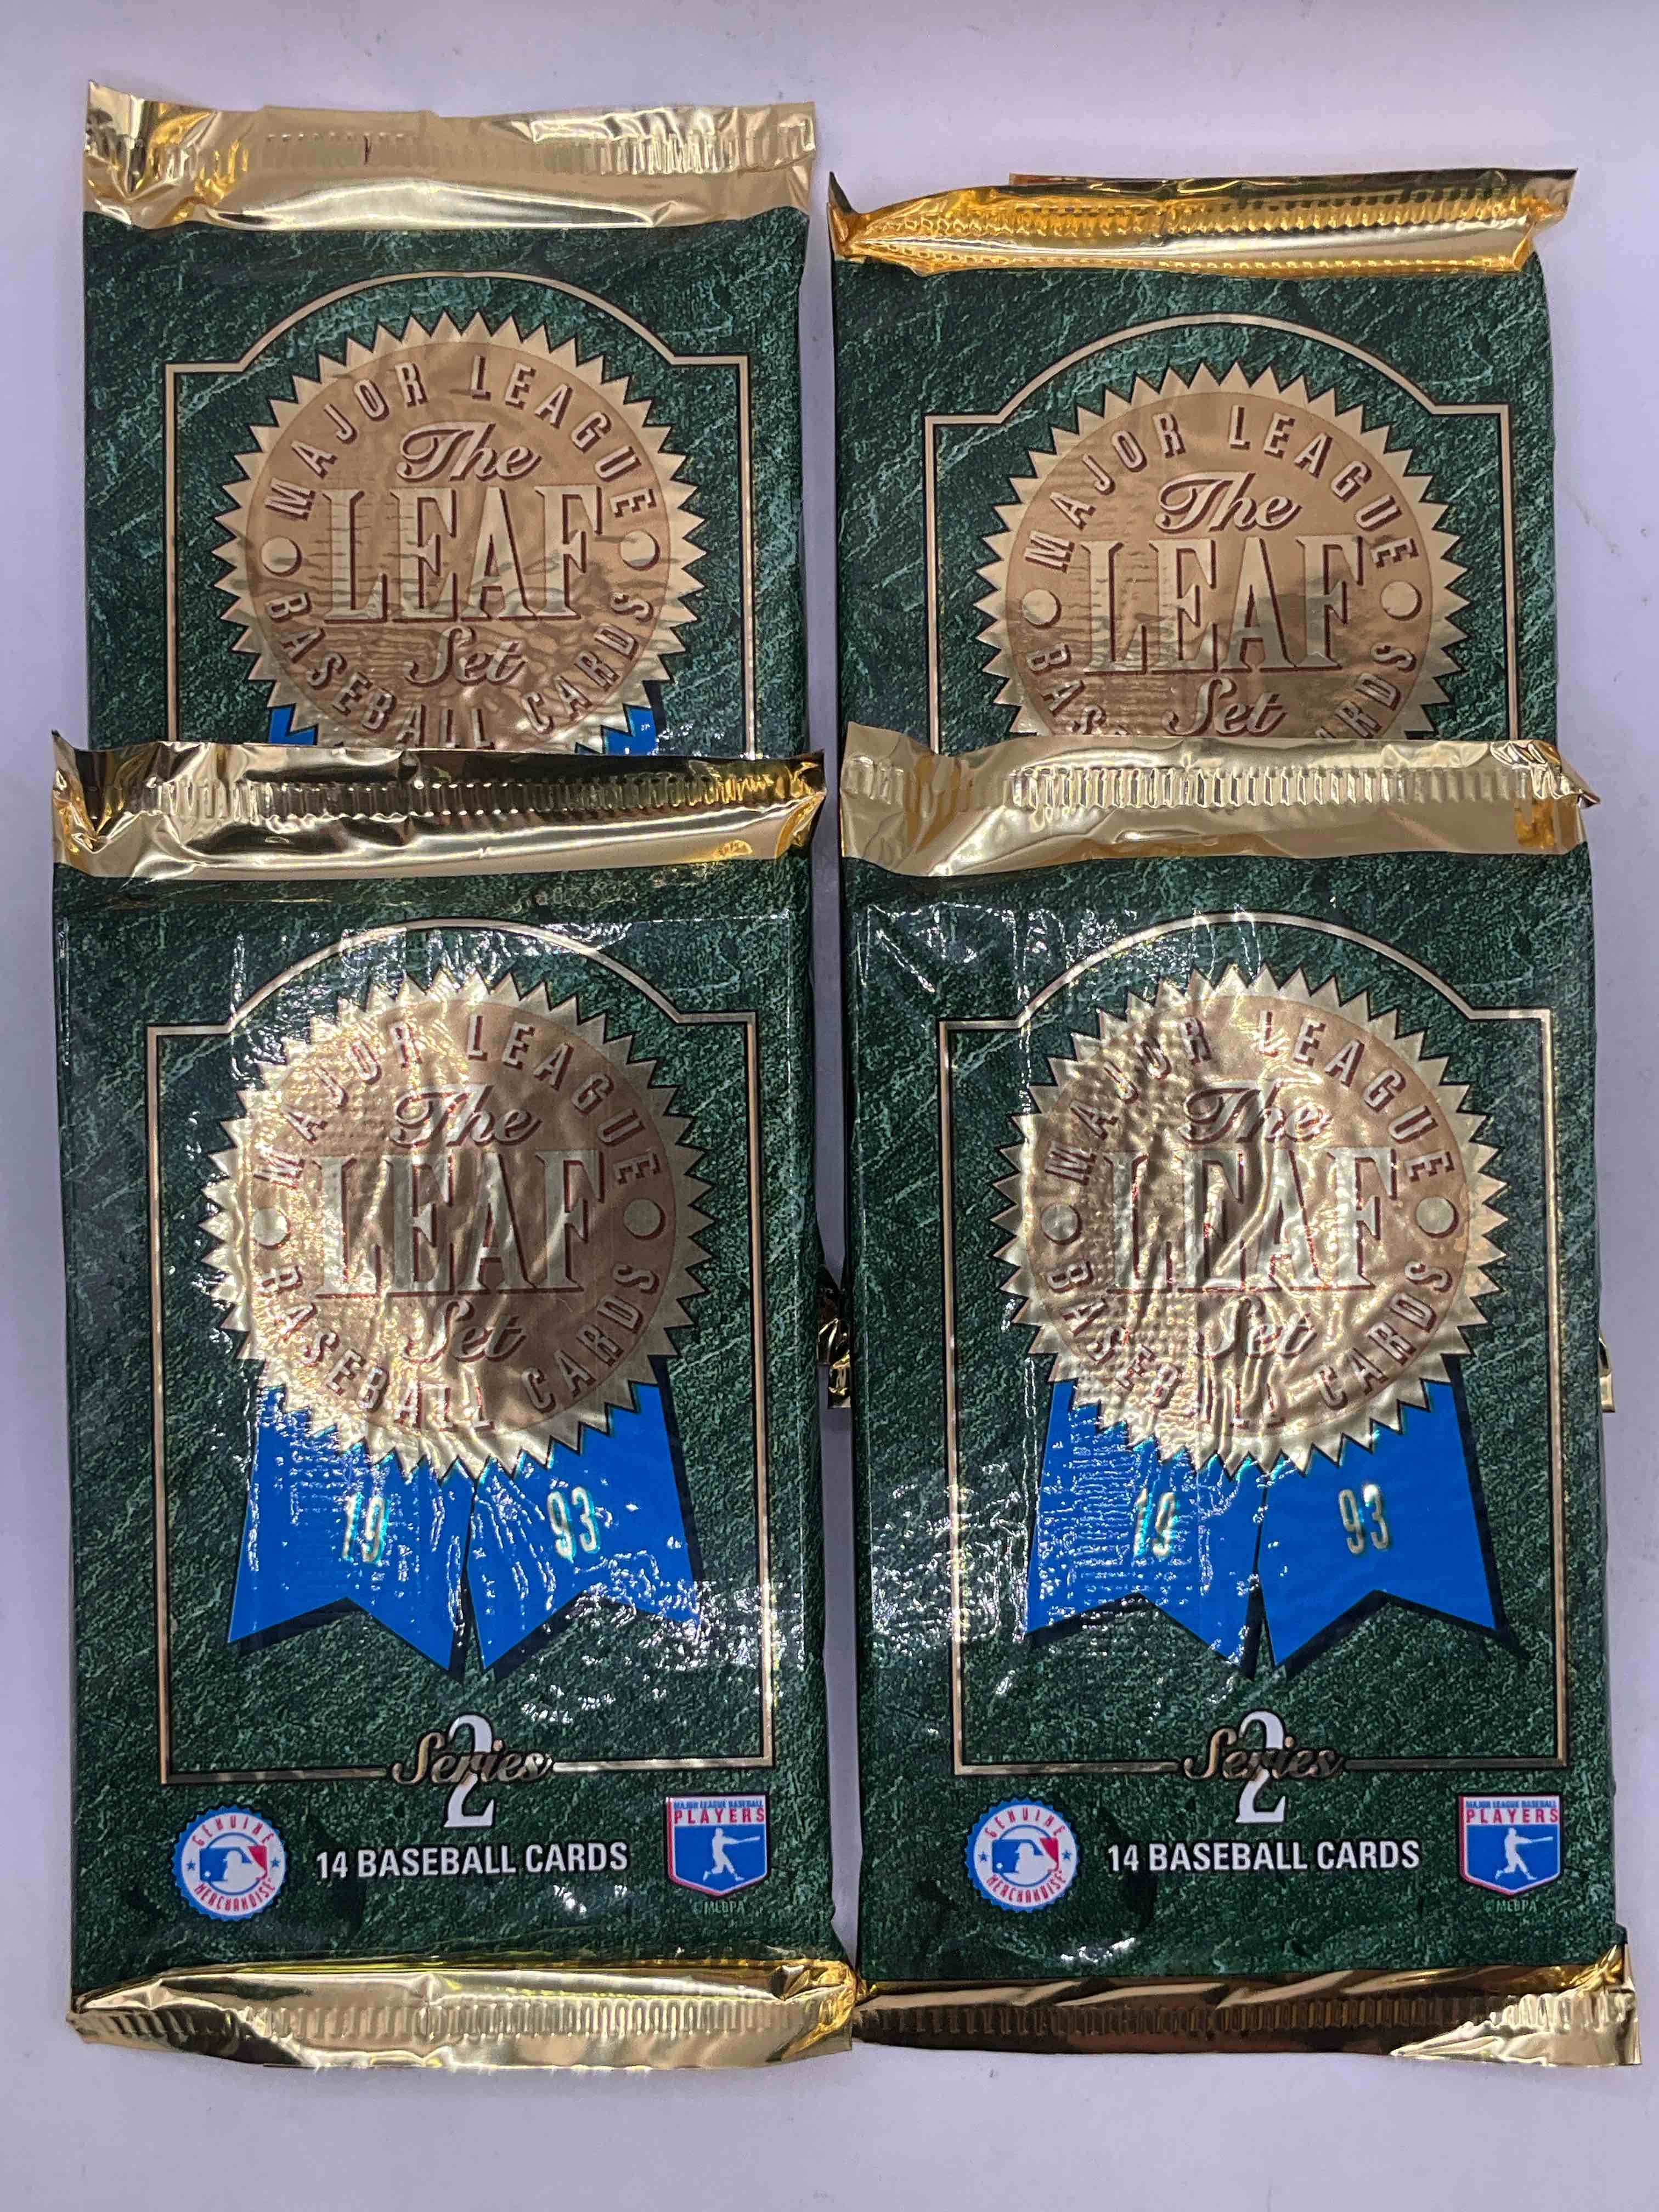 MAJOR LEAGUE
The
LEAF
Set
BASEBALL CARDS
MAJOR LEAGUE
The
LEAF
Set
MAJOR LEAGUE
The
LEAF
Set
BASEBALL CARDS
19 93
Series 2
GENUINE
MERCHANDISE
14 BASEBALL CARDS
MAJOR LEAGUE BASEBALL
PLAYERS
© MLBPA
MAJOR LEAGUE
The
LEAF
Set
BASEBALL CARDS
19 93
Series 2
GENUINE
MERCHANDISE
14 BASEBALL CARDS
MAJOR LEAGUE BASEBALL
PLAYERS
© MLBPA